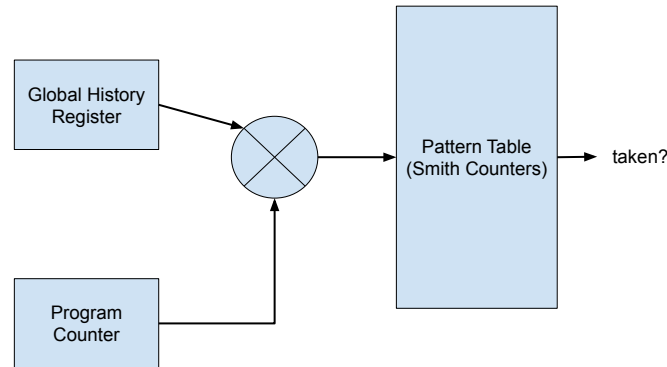 Global History
Register
Pattern Table
(Smith Counters)
taken?
Program
Counter